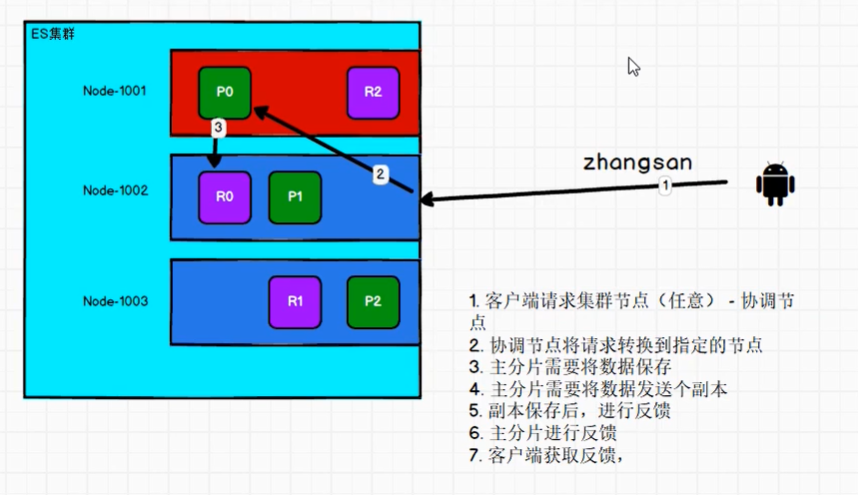 ES集群
Node-1001
P0
R2
3
Node-1002
R0
P1
2
zhangsan
1
Node-1003
R1
P2
1. 客户端请求集群节点（任意） - 协调节
点
2. 协调节点将请求转换到指定的节点
3. 主分片需要将数据保存
4. 主分片需要将数据发送个副本
5. 副本保存后，进行反馈
6. 主分片进行反馈
7. 客户端获取反馈，